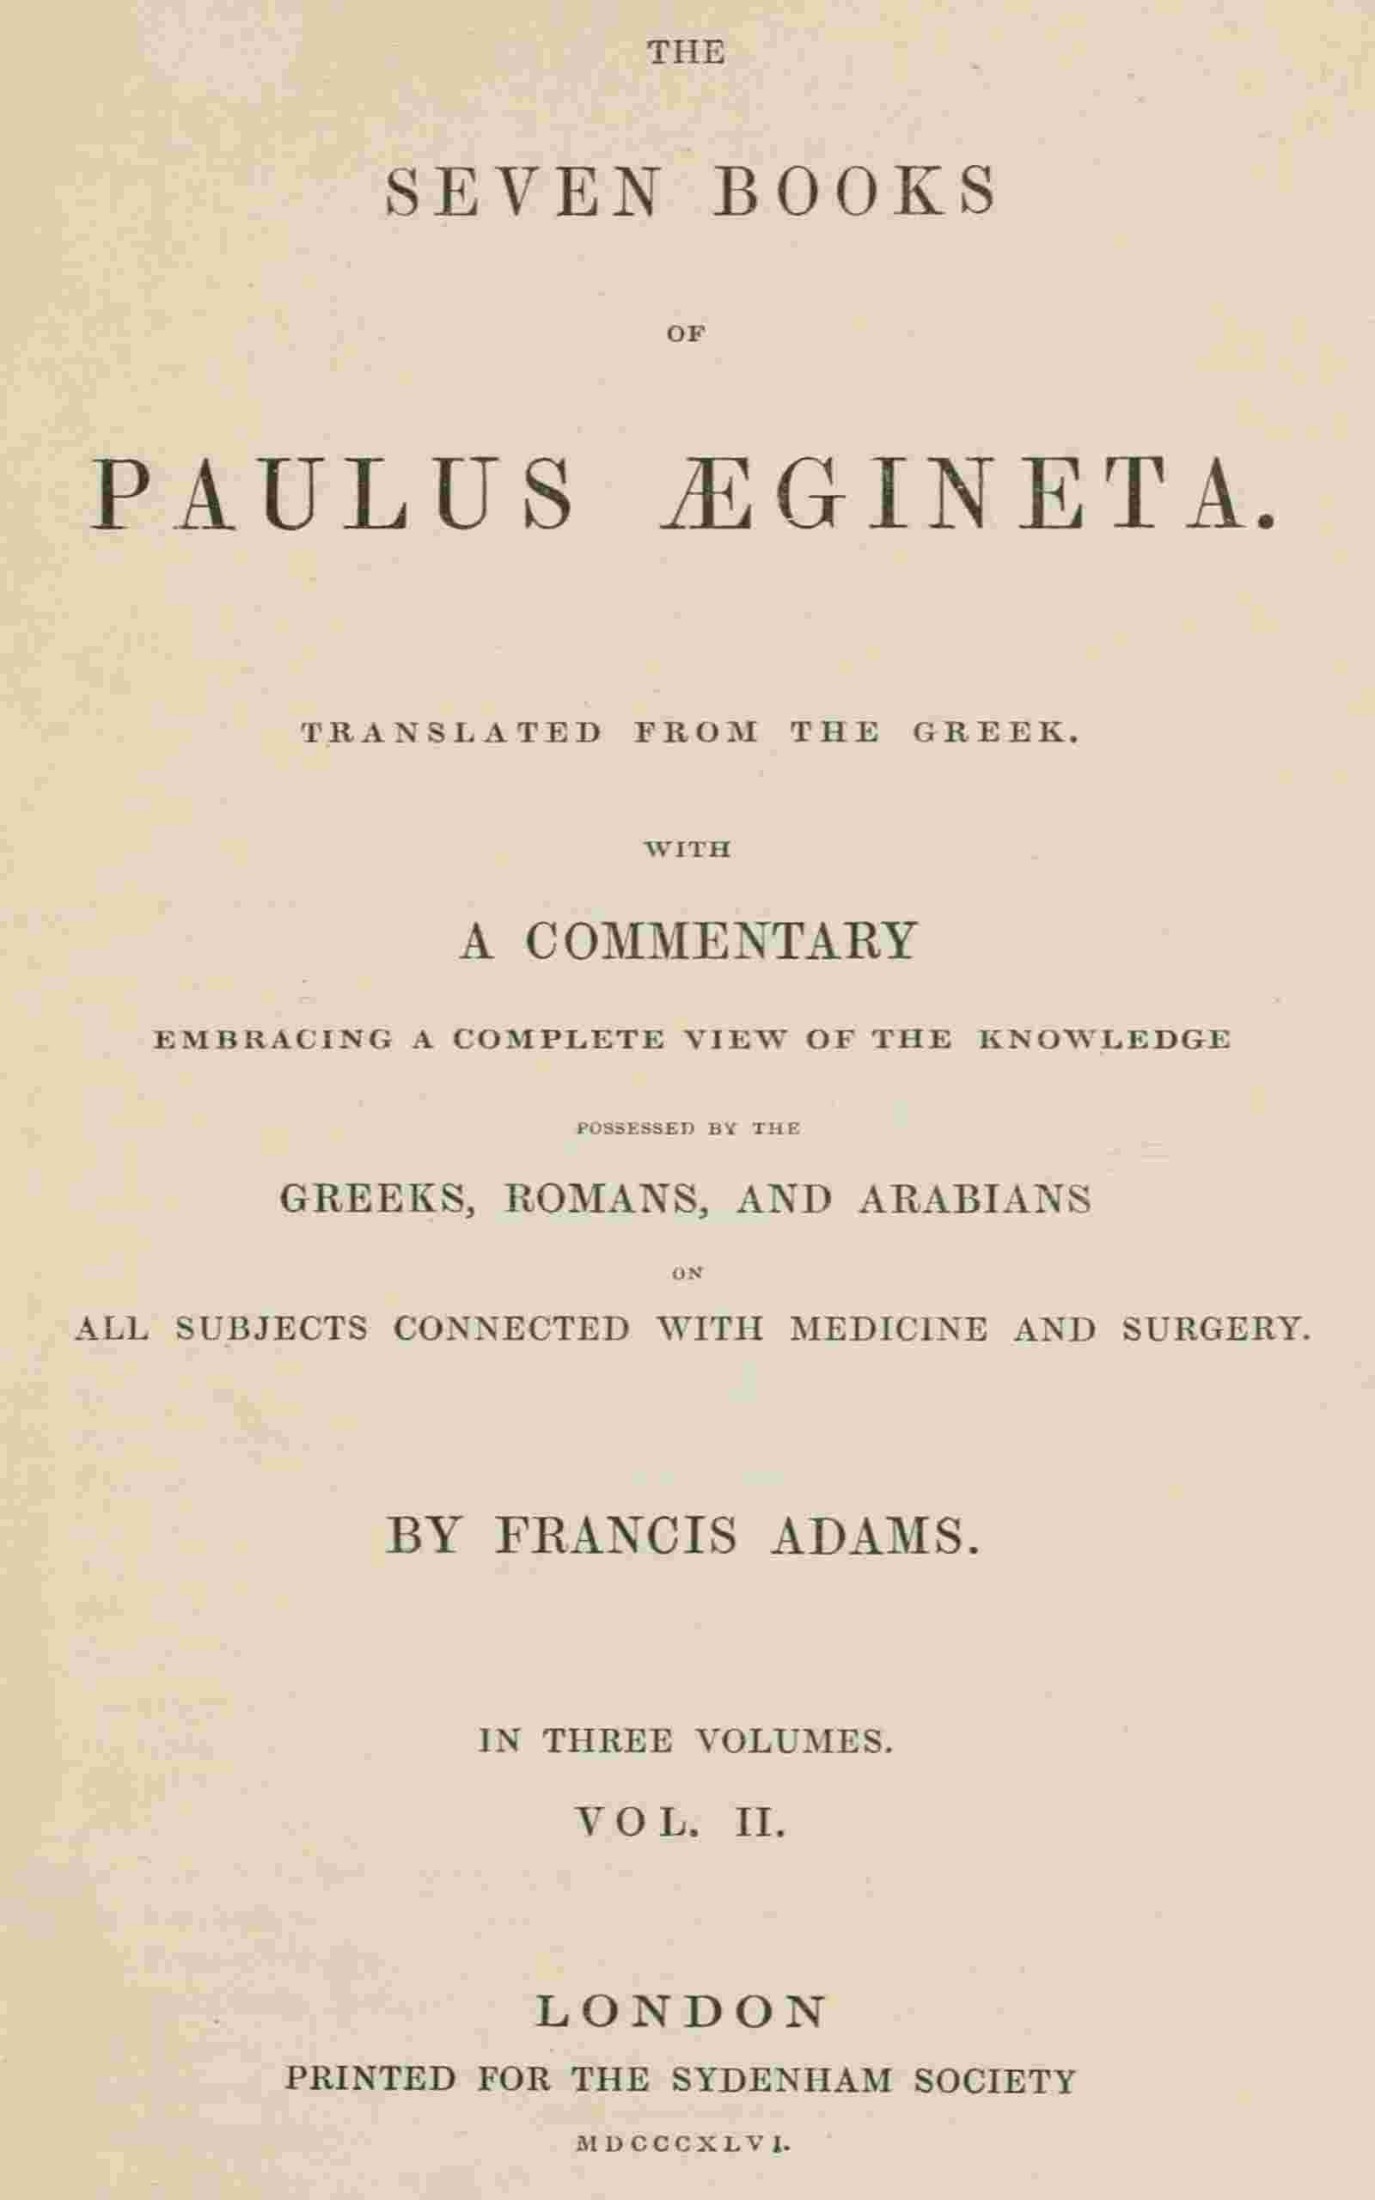 THE
SEVEN BOOKS
OF
PAULUS ÆGINETA.
TRANSLATED FROM THE GREEK.
WITH
A COMMENTARY
EMBRACING A COMPLETE VIEW OF THE KNOWLEDGE
POSSESSED BY THE
GREEKS, ROMANS, AND ARABIANS
ON
ALL SUBJECTS CONNECTED WITH MEDICINE AND SURGERY.
BY FRANCIS ADAMS.
IN THREE VOLUMES.
VOL. II.
LONDON
PRINTED FOR THE SYDENHAM SOCIETY
MDCCCXLVI.